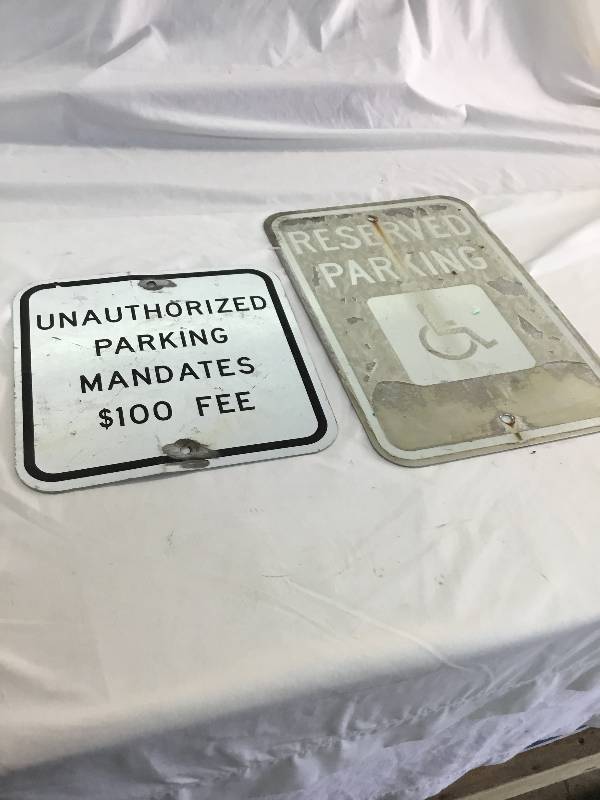 UNAUTHORIZED
PARKING
MANDATES
$100 FEE
RESERVED
PARKING